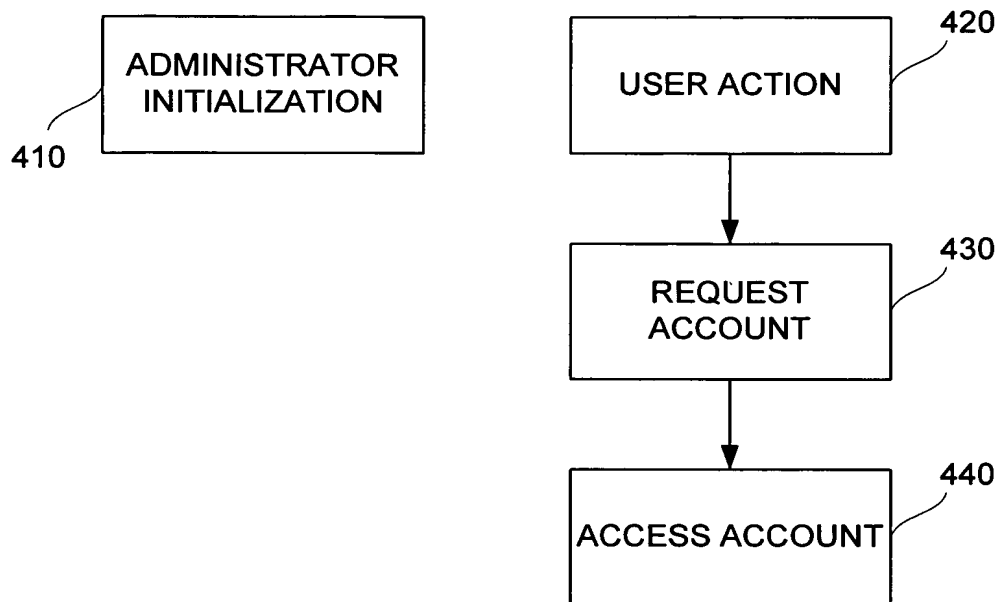 ADMINISTRATOR
INITIALIZATION
410
USER ACTION
420
REQUEST
ACCOUNT
430
ACCESS ACCOUNT
440